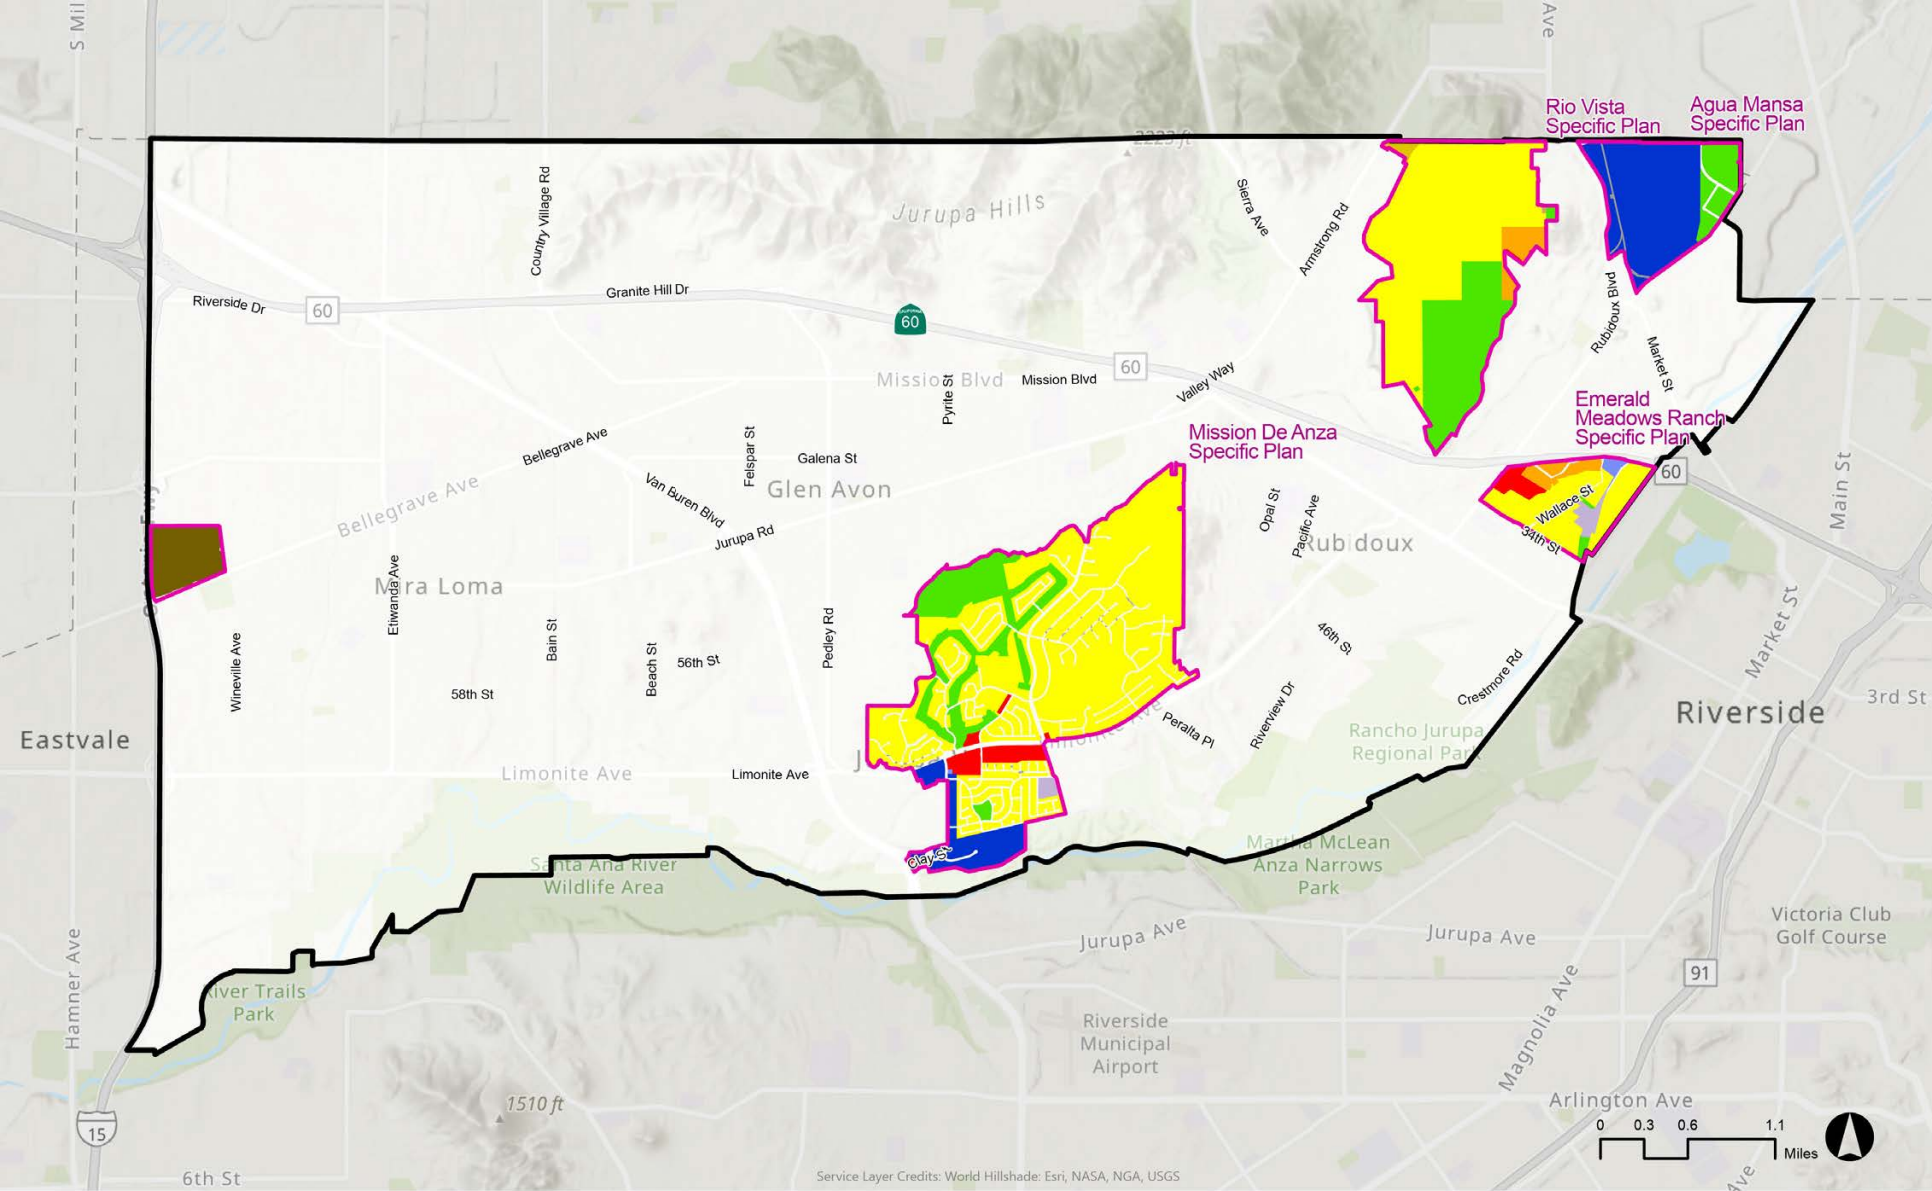 S Mil
Ave
Rio Vista
Specific Plan
Agua Mansa
Specific Plan
2223 ft
Country Village Rd
Jurupa Hills
Sierra Ave
Armstrong Rd
Riverside Dr
60
Granite Hill Dr
60
Rubidoux Blvd
Market St
60
Mission Blvd
Mission Blvd
Pyrite St
Valley Way
Emerald
Meadows Ranch
Specific Plan
Mission De Anza
Specific Plan
Bellegrave Ave
Felspar St
Galena St
Glen Avon
Van Buren Blvd
Bellegrave Ave
Jurupa Rd
60
Main St
Wallace St
34th St
Opal St
Pacific Ave
Rubidoux
Etiwanda Ave
Mira Loma
Wineville Ave
Bain St
Beach St
56th St
58th St
Pedley Rd
46th St
Market St
Crestmore Rd
3rd St
Riverside
Riverview Dr
Peralta Pl
Rancho Jurupa
Regional Park
Eastvale
Limonite Ave
Limonite Ave
Clay St
Santa Ana River
Wildlife Area
Martha McLean
Anza Narrows
Park
Hamner Ave
Jurupa Ave
Jurupa Ave
Victoria Club
Golf Course
91
River Trails
Park
Riverside
Municipal
Airport
Magnolia Ave
1510 ft
Arlington Ave
15
6th St
0 0.3 0.6 1.1
Miles
Ave
Service Layer Credits: World Hillshade: Esri, NASA, NGA, USGS